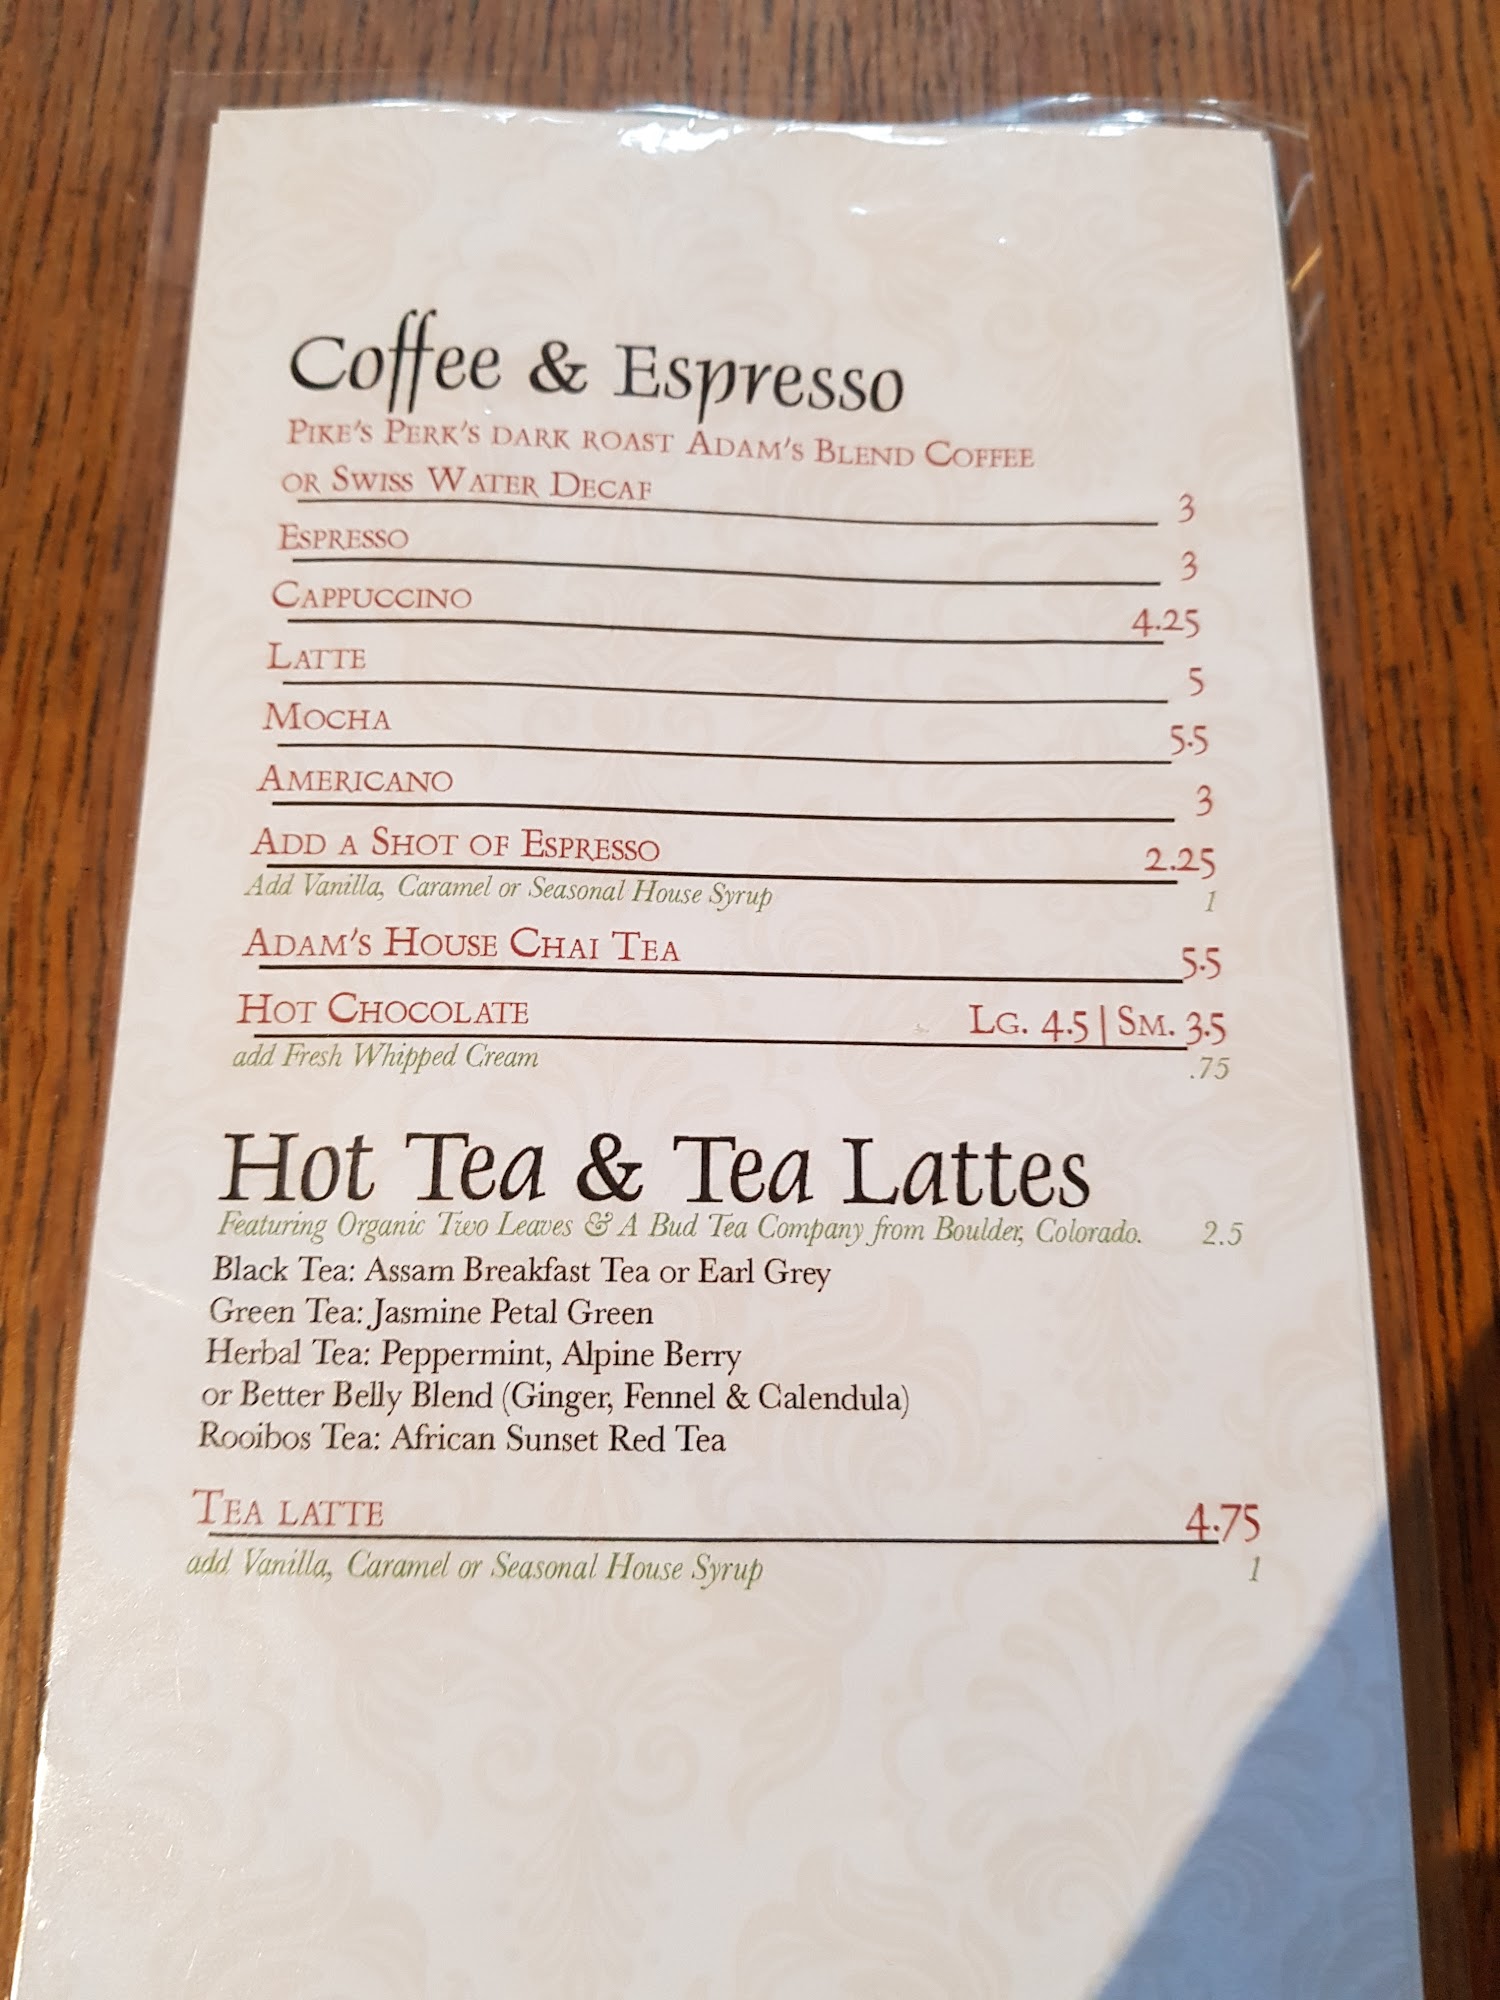 Coffee & Espresso
Pike's Perk's dark roast Adam's Blend Coffee
or Swiss Water Decaf 3
Espresso 3
Cappuccino 4.25
Latte 5
Mocha 5.5
Americano 3
Add a Shot of Espresso 2.25
Add Vanilla, Caramel or Seasonal House Syrup 1
Adam's House Chai Tea 5.5
Hot Chocolate Lg. 4.5 | Sm. 3.5
add Fresh Whipped Cream .75
Hot Tea & Tea Lattes
Featuring Organic Two Leaves & A Bud Tea Company from Boulder, Colorado. 2.5
Black Tea: Assam Breakfast Tea or Earl Grey
Green Tea: Jasmine Petal Green
Herbal Tea: Peppermint, Alpine Berry
or Better Belly Blend (Ginger, Fennel & Calendula)
Rooibos Tea: African Sunset Red Tea
Tea latte 4.75
add Vanilla, Caramel or Seasonal House Syrup 1